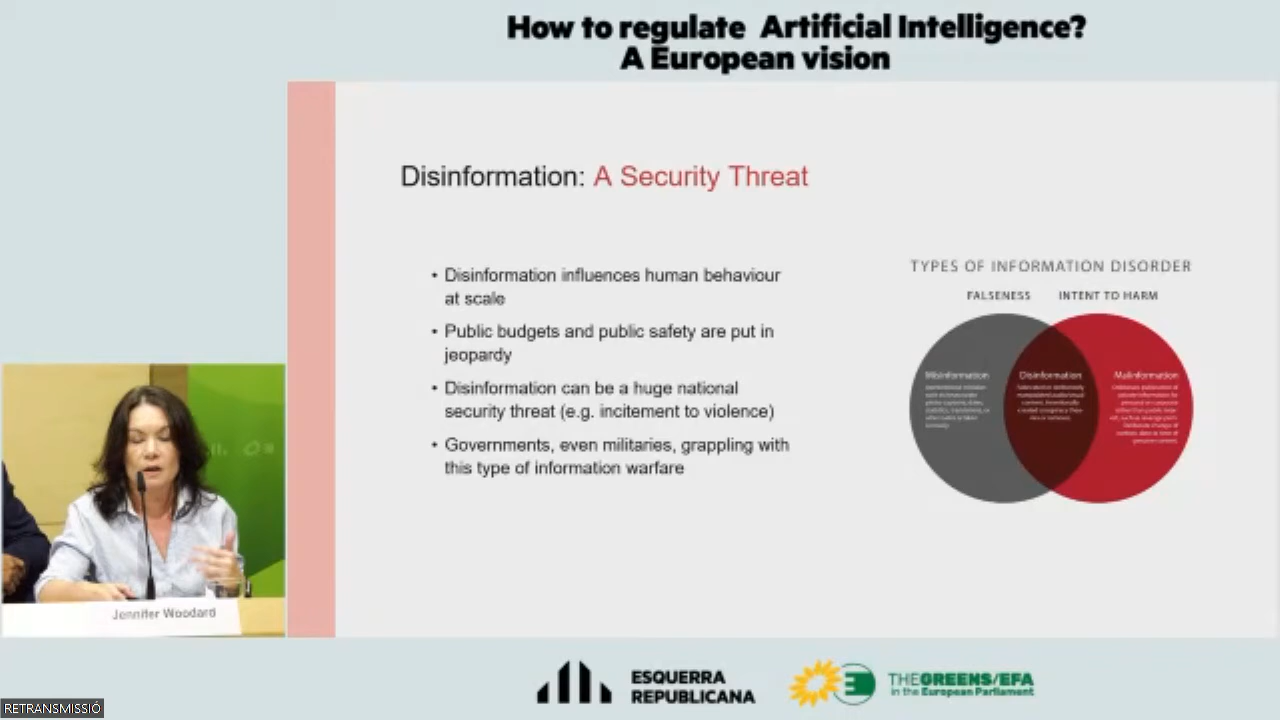 How to regulate Artificial Intelligence?
A European vision
Disinformation: A Security Threat
• Disinformation influences human behaviour
at scale
• Public budgets and public safety are put in
jeopardy
• Disinformation can be a huge national
security threat (e.g. incitement to violence)
• Governments, even militaries, grappling with
this type of information warfare
TYPES OF INFORMATION DISORDER
FALSENESS
INTENT TO HARM
Misinformation
Disinformation
Malinformation
Jennifer Woodard
ESQUERRA
REPUBLICANA
THE GREENS/EFA
in the European Parliament
RETRANSMISSIÓ